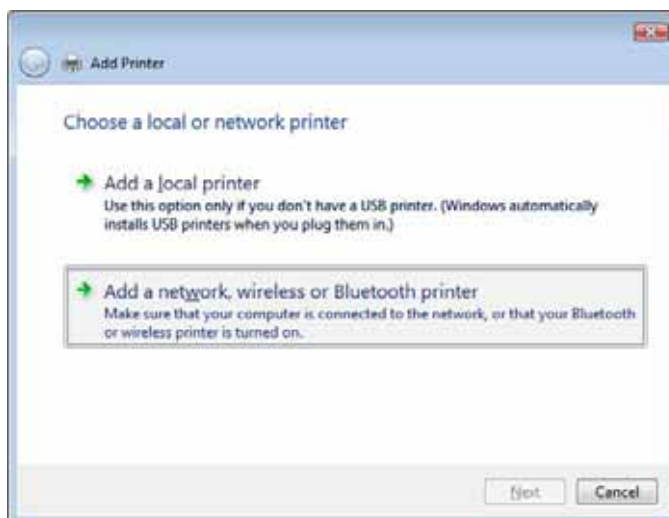 Add Printer
Choose a local or network printer
Add a local printer
Use this option only if you don't have a USB printer. (Windows automatically
installs USB printers when you plug them in.)
Add a network, wireless or Bluetooth printer
Make sure that your computer is connected to the network, or that your Bluetooth
or wireless printer is turned on.
Next
Cancel